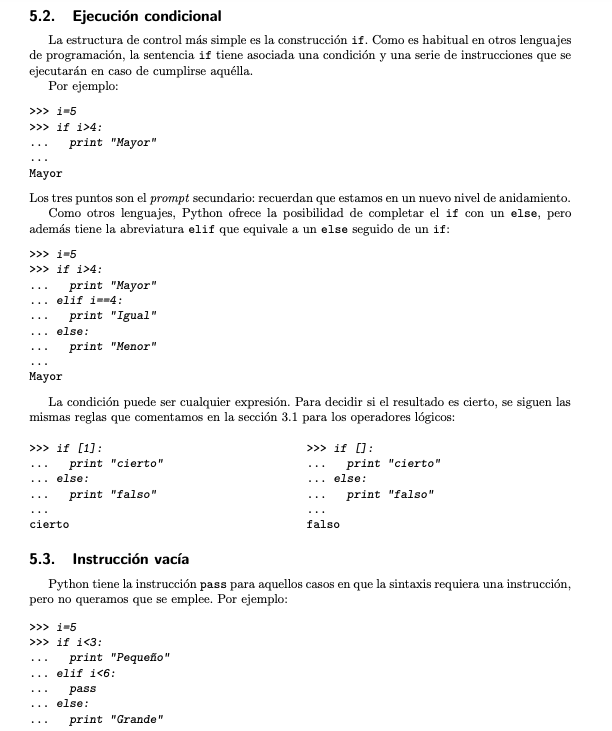 5.2. Ejecución condicional
La estructura de control más simple es la construcción if. Como es habitual en otros lenguajes
de programación, la sentencia if tiene asociada una condición y una serie de instrucciones que se
ejecutarán en caso de cumplirse aquélla.
Por ejemplo:
>>> i=5
>>> if i>4:
...   print "Mayor"
...
Mayor
Los tres puntos son el prompt secundario: recuerdan que estamos en un nuevo nivel de anidamiento.
Como otros lenguajes, Python ofrece la posibilidad de completar el if con un else, pero
además tiene la abreviatura elif que equivale a un else seguido de un if:
>>> i=5
>>> if i>4:
...   print "Mayor"
... elif i==4:
...   print "Igual"
... else:
...   print "Menor"
...
Mayor
La condición puede ser cualquier expresión. Para decidir si el resultado es cierto, se siguen las
mismas reglas que comentamos en la sección 3.1 para los operadores lógicos:
>>> if [1]:
...   print "cierto"
... else:
...   print "falso"
...
cierto
>>> if []:
...   print "cierto"
... else:
...   print "falso"
...
falso
5.3. Instrucción vacía
Python tiene la instrucción pass para aquellos casos en que la sintaxis requiera una instrucción,
pero no queramos que se emplee. Por ejemplo:
>>> i=5
>>> if i<3:
...   print "Pequeño"
... elif i<6:
...   pass
... else:
...   print "Grande"